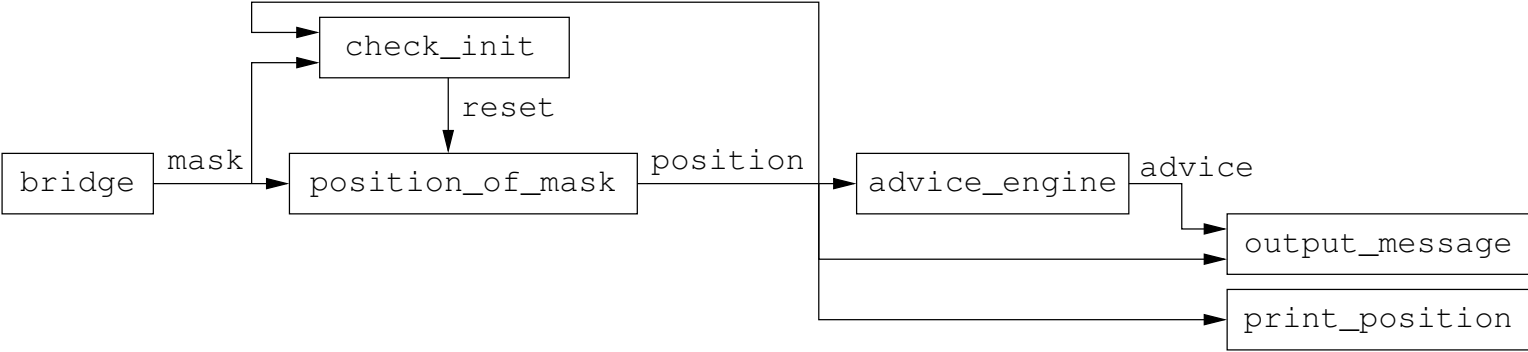 check_init
reset
mask
position
advice
bridge
position_of_mask
advice_engine
output_message
print_position